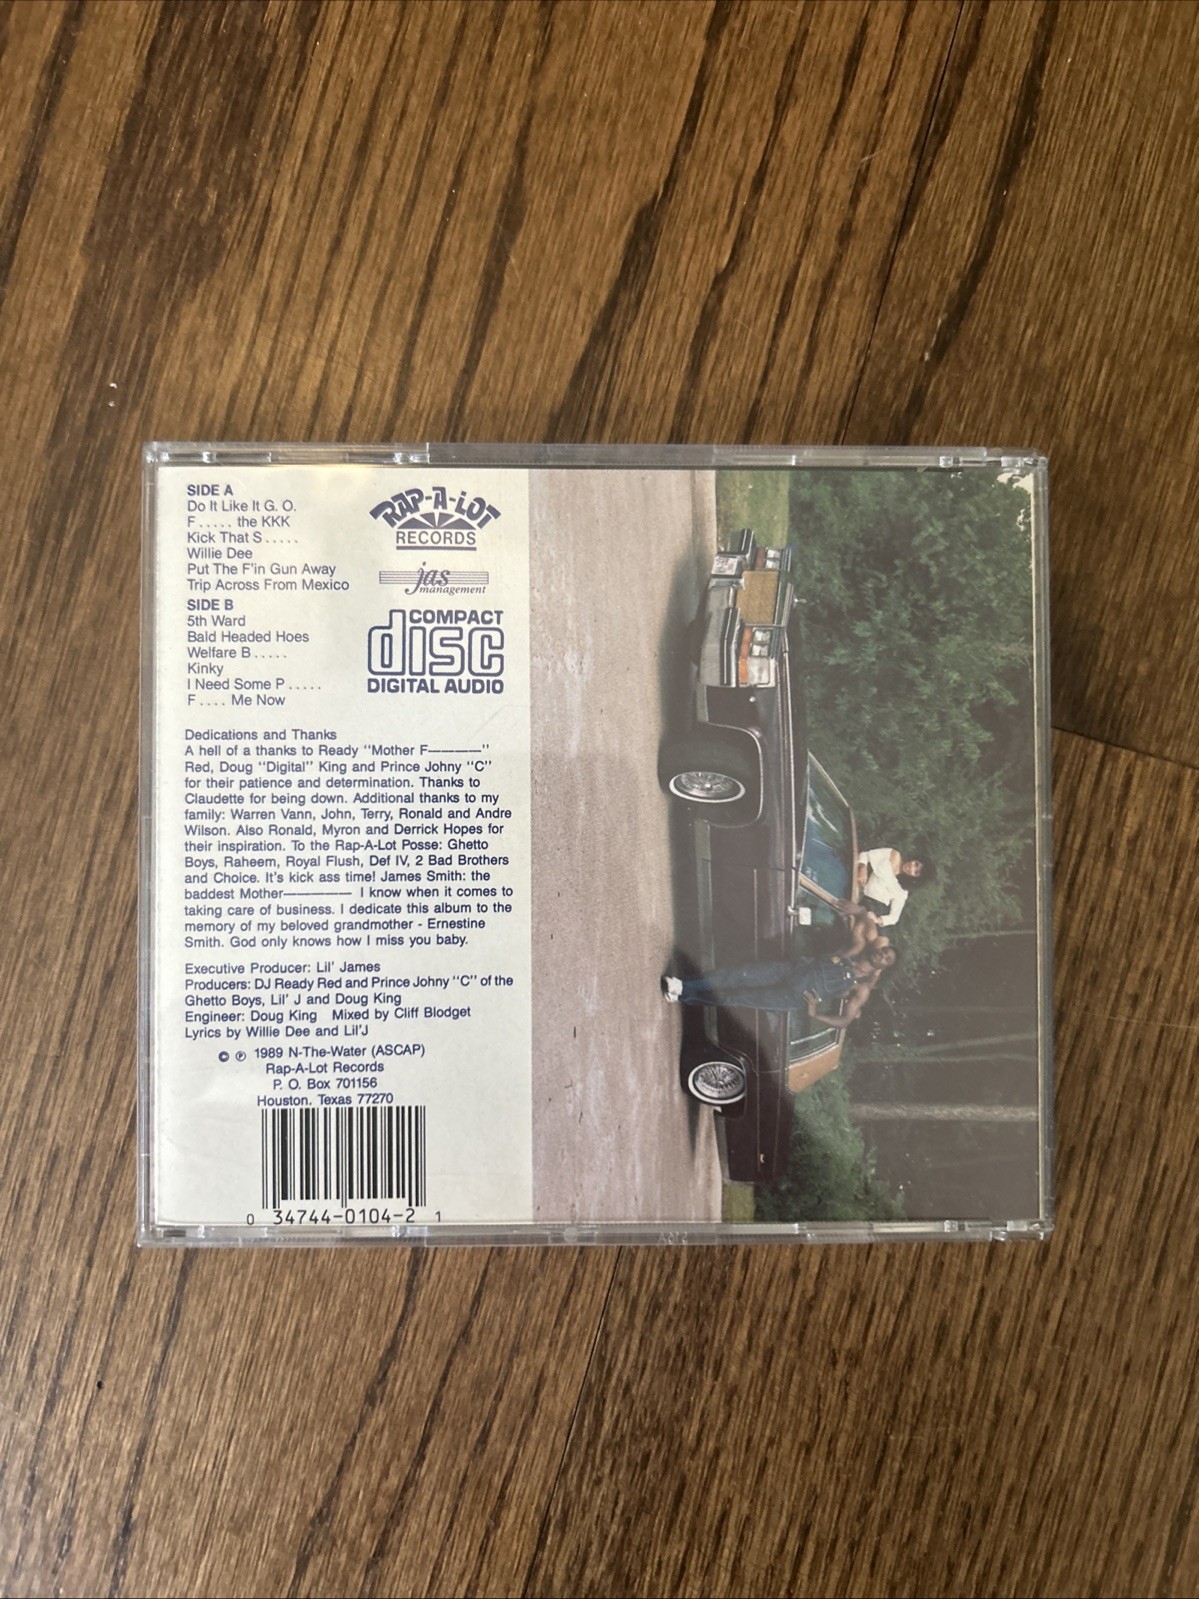 SIDE A
Do It Like It G. O.
F . . . . . the KKK
Kick That S . . . . .
Willie Dee
Put The F'in Gun Away
Trip Across From Mexico
SIDE B
5th Ward
Bald Headed Hoes
Welfare B . . . . .
Kinky
I Need Some P . . . . .
F . . . . Me Now
RAP-A-LOT
RECORDS
jas
management
COMPACT
disc
DIGITAL AUDIO
Dedications and Thanks
A hell of a thanks to Ready "Mother F————"
Red, Doug "Digital" King and Prince Johny "C"
for their patience and determination. Thanks to
Claudette for being down. Additional thanks to my
family: Warren Vann, John, Terry, Ronald and Andre
Wilson. Also Ronald, Myron and Derrick Hopes for
their inspiration. To the Rap-A-Lot Posse: Ghetto
Boys, Raheem, Royal Flush, Def IV, 2 Bad Brothers
and Choice. It's kick ass time! James Smith: the
baddest Mother————— I know when it comes to
taking care of business. I dedicate this album to the
memory of my beloved grandmother - Ernestine
Smith. God only knows how I miss you baby.
Executive Producer: Lil' James
Producers: DJ Ready Red and Prince Johny "C" of the
Ghetto Boys, Lil' J and Doug King
Engineer: Doug King Mixed by Cliff Blodget
Lyrics by Willie Dee and Lil'J
© ℗ 1989 N-The-Water (ASCAP)
Rap-A-Lot Records
P. O. Box 701156
Houston, Texas 77270
0 34744-0104-2 1